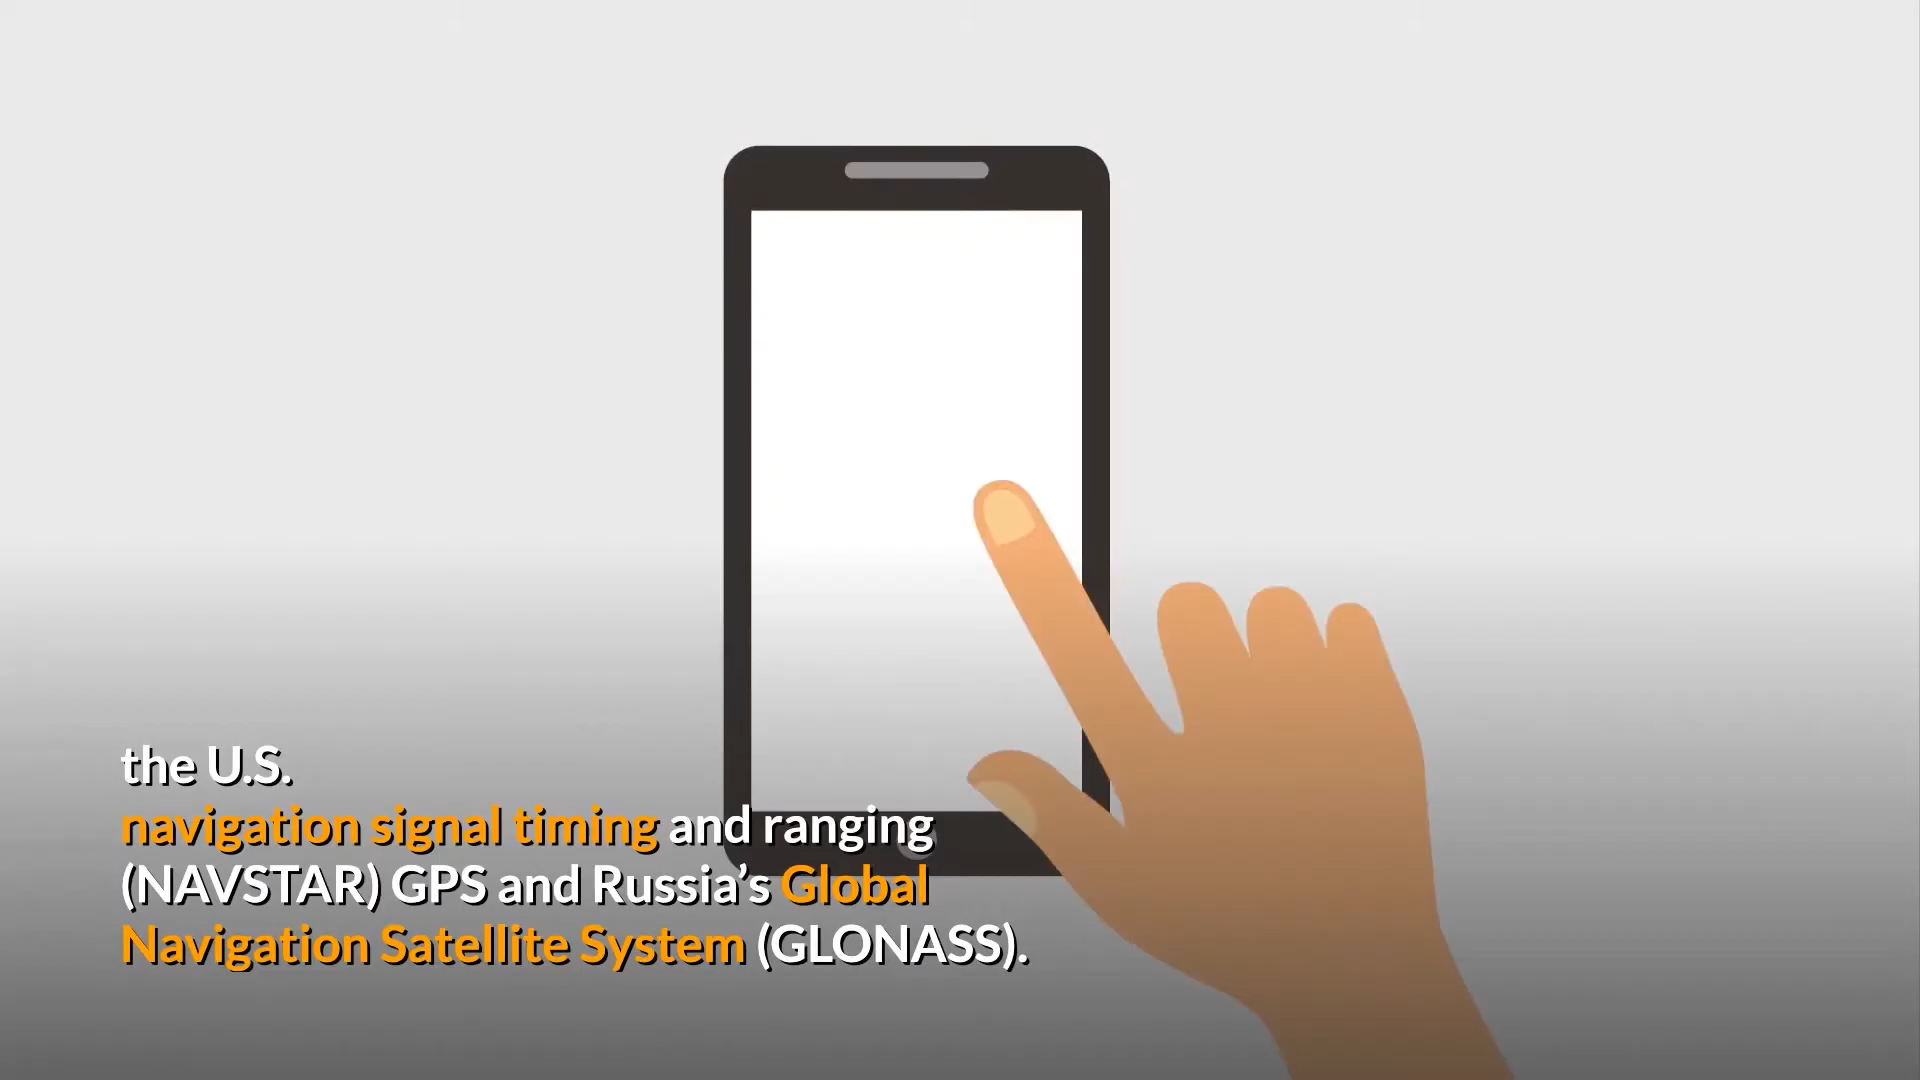 the U.S.
navigation signal timing and ranging
(NAVSTAR) GPS and Russia’s Global
Navigation Satellite System (GLONASS).